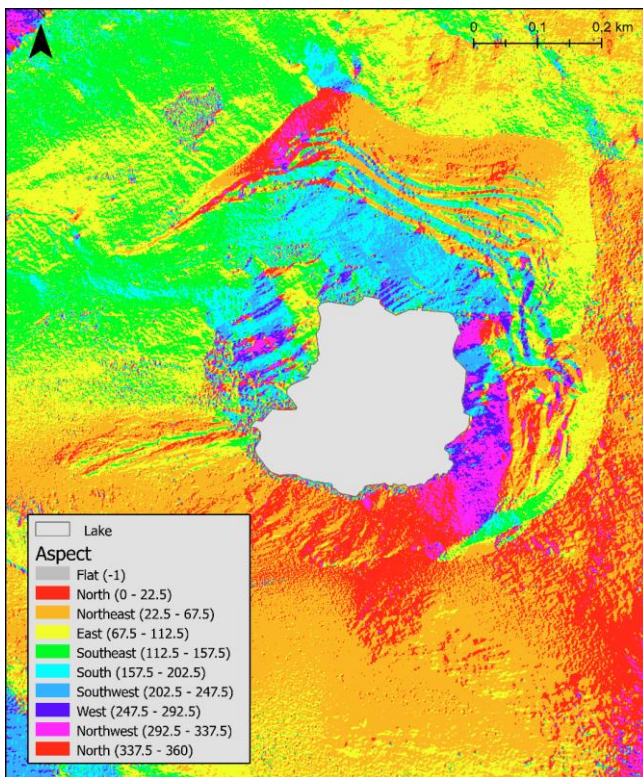 0 0.1 0.2 km
Lake
Aspect
Flat (-1)
North (0 - 22.5)
Northeast (22.5 - 67.5)
East (67.5 - 112.5)
Southeast (112.5 - 157.5)
South (157.5 - 202.5)
Southwest (202.5 - 247.5)
West (247.5 - 292.5)
Northwest (292.5 - 337.5)
North (337.5 - 360)